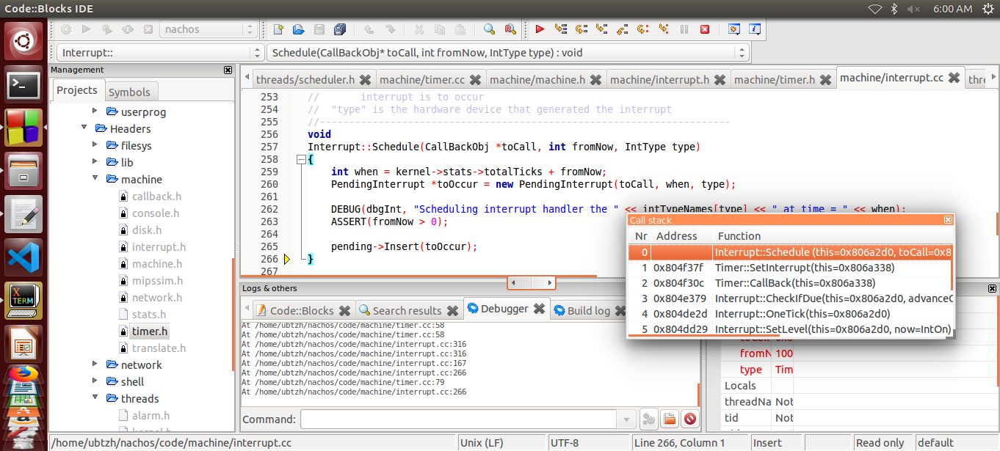 Code::Blocks IDE
6:00 AM
nachos
Interrupt::
Schedule(CallBackObj* toCall, int fromNow, IntType type) : void
Management
Projects
Symbols
userprog
Headers
filesys
lib
machine
callback.h
console.h
disk.h
interrupt.h
machine.h
mipssim.h
network.h
stats.h
timer.h
translate.h
network
shell
threads
alarm.h
kernel.h
threads/scheduler.h
machine/timer.cc
machine/machine.h
machine/interrupt.h
machine/timer.h
machine/interrupt.cc
thre
253 // interrupt is to occur
254 // "type" is the hardware device that generated the interrupt
255 //----------------------------------------------------------------------
256 void
257 Interrupt::Schedule(CallBackObj *toCall, int fromNow, IntType type)
258 {
259 int when = kernel->stats->totalTicks + fromNow;
260 PendingInterrupt *toOccur = new PendingInterrupt(toCall, when, type);
261
262 DEBUG(dbgInt, "Scheduling interrupt handler the " << intTypeNames[type] << " at time = " << when);
263 ASSERT(fromNow > 0);
264
265 pending->Insert(toOccur);
266 }
267
Call stack
Nr Address Function
0 Interrupt::Schedule (this=0x806a2d0, toCall=0x8
1 0x804f37f Timer::SetInterrupt(this=0x806a338)
2 0x804f30c Timer::CallBack(this=0x806a338)
3 0x804e379 Interrupt::CheckIfDue(this=0x806a2d0, advanceC
4 0x804de2d Interrupt::OneTick(this=0x806a2d0)
5 0x804dd29 Interrupt::SetLevel(this=0x806a2d0, now=IntOn)
Logs & others
Code::Blocks
Search results
Debugger
Build log
At /home/ubtzh/nachos/code/machine/timer.cc:58
At /home/ubtzh/nachos/code/machine/timer.cc:58
At /home/ubtzh/nachos/code/machine/interrupt.cc:316
At /home/ubtzh/nachos/code/machine/interrupt.cc:316
At /home/ubtzh/nachos/code/machine/interrupt.cc:167
At /home/ubtzh/nachos/code/machine/interrupt.cc:266
At /home/ubtzh/nachos/code/machine/timer.cc:79
At /home/ubtzh/nachos/code/machine/interrupt.cc:266
Command:
fromN 100
type Tim
Locals
threadNa Not
tid Not
X
TERM
/home/ubtzh/nachos/code/machine/interrupt.cc
Unix (LF)
UTF-8
Line 266, Column 1
Insert
Read only
default